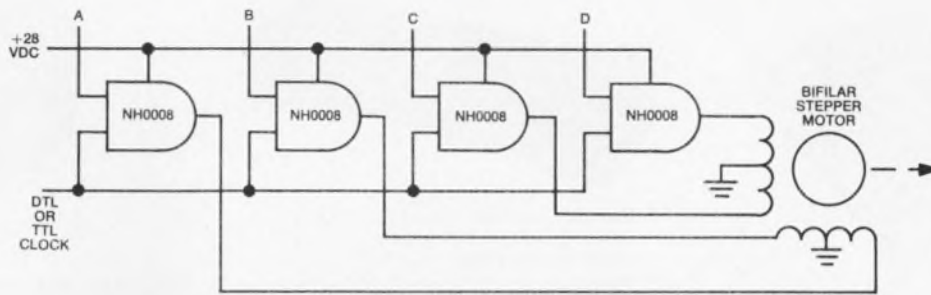 A
B
C
D
+28
VDC
NH0008
NH0008
NH0008
NH0008
BIFILAR
STEPPER
MOTOR
DTL
OR
TTL
CLOCK